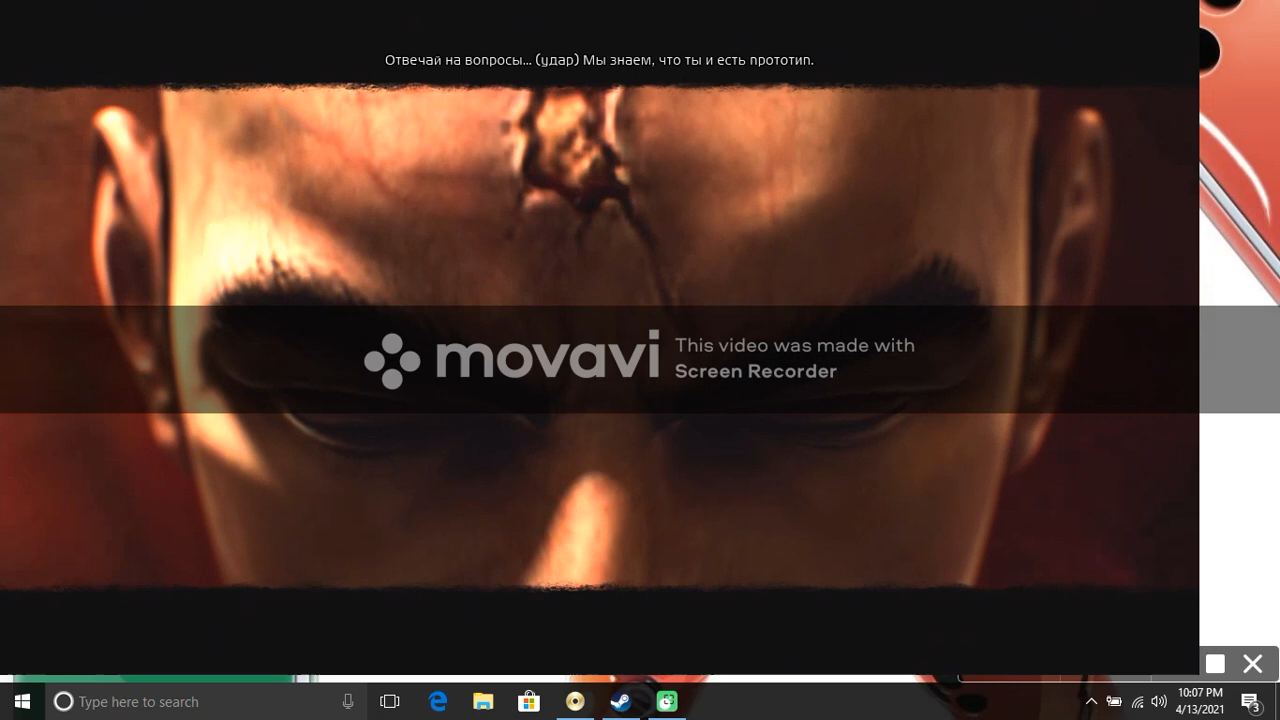 Отвечай на вопросы... (удар) Мы знаем, что ты и есть прототип.
movavi
This video was made with
Screen Recorder
Type here to search
10:07 PM
4/13/2021
3